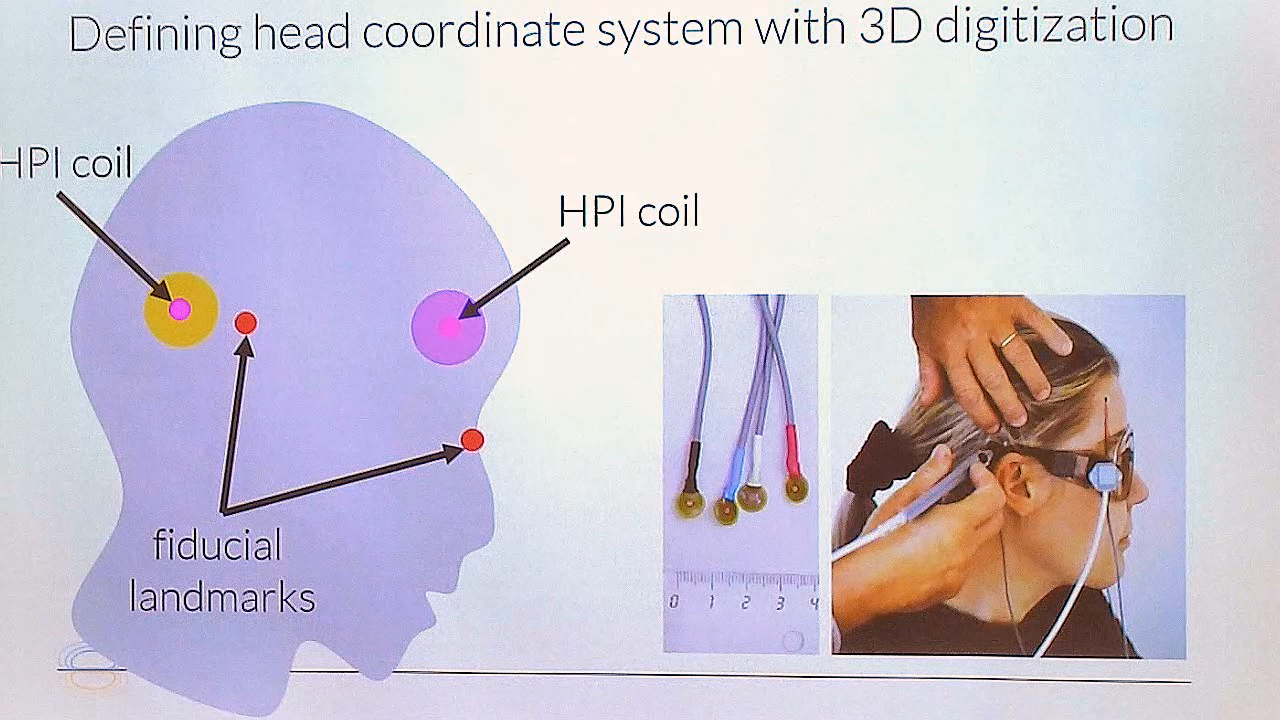 Defining head coordinate system with 3D digitization
HPI coil
HPI coil
fiducial
landmarks
0 1 2 3 4